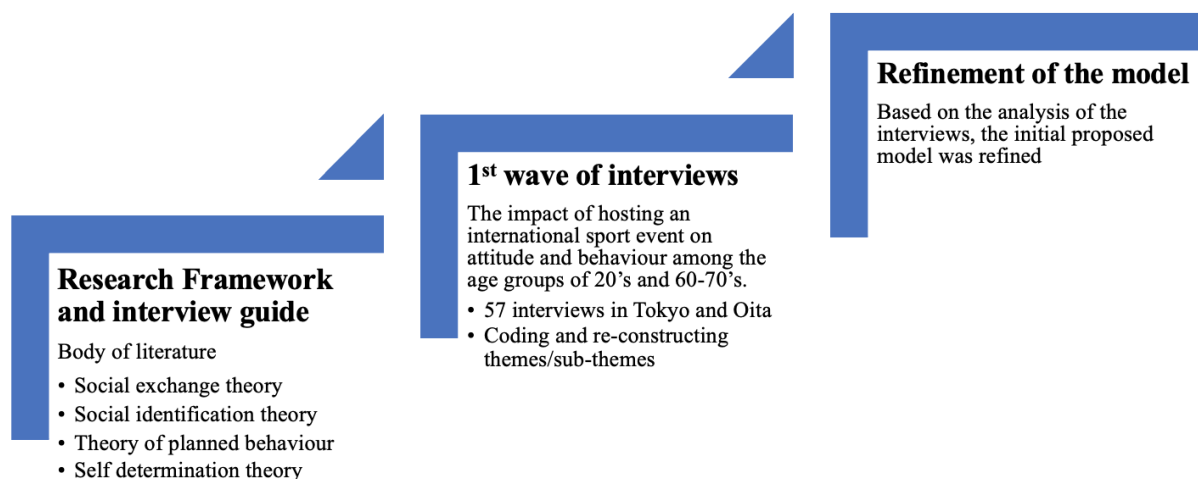 Research Framework
and interview guide
Body of literature
• Social exchange theory
• Social identification theory
• Theory of planned behaviour
• Self determination theory
1st wave of interviews
The impact of hosting an
international sport event on
attitude and behaviour among the
age groups of 20’s and 60-70’s.
• 57 interviews in Tokyo and Oita
• Coding and re-constructing
themes/sub-themes
Refinement of the model
Based on the analysis of the
interviews, the initial proposed
model was refined